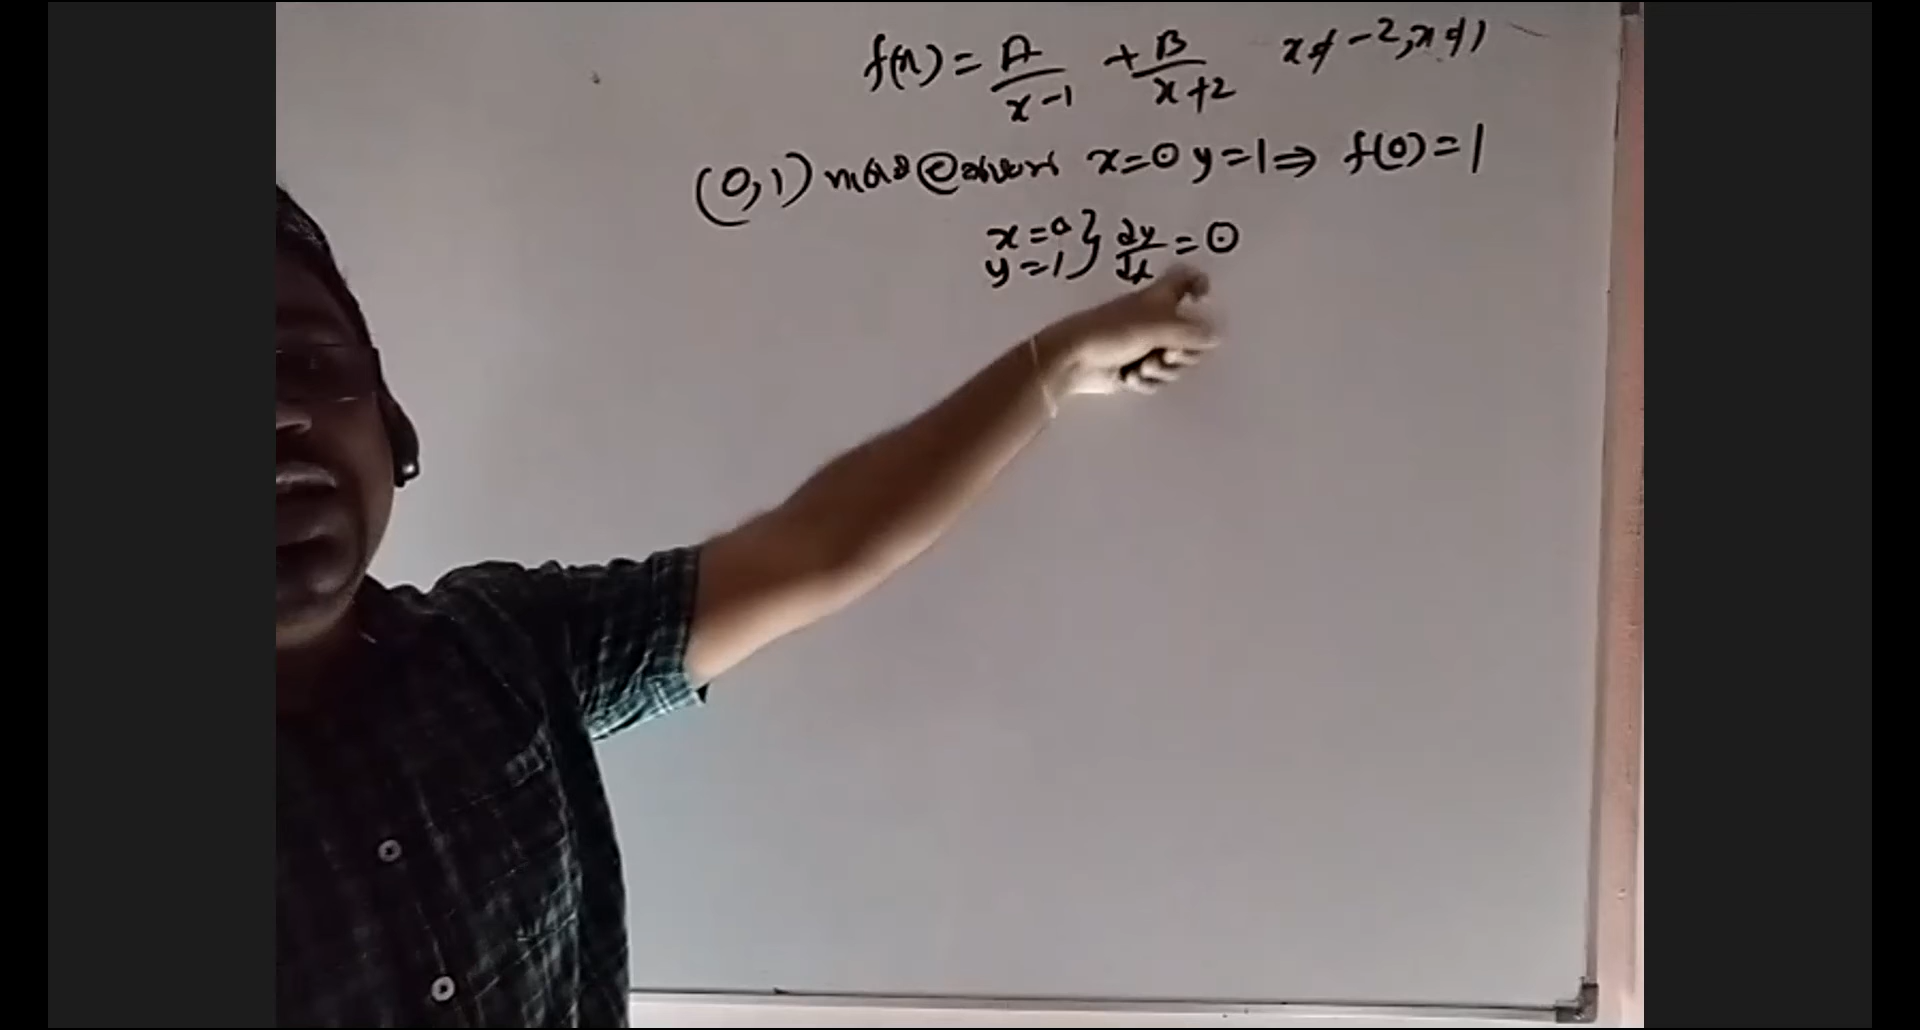 f(x) = A/(x-1) + B/(x+2) x≠-2, x≠1
(0,1) x=0 y=1 ⇒ f(0)=1
x=0 y=1 } dy/dx = 0